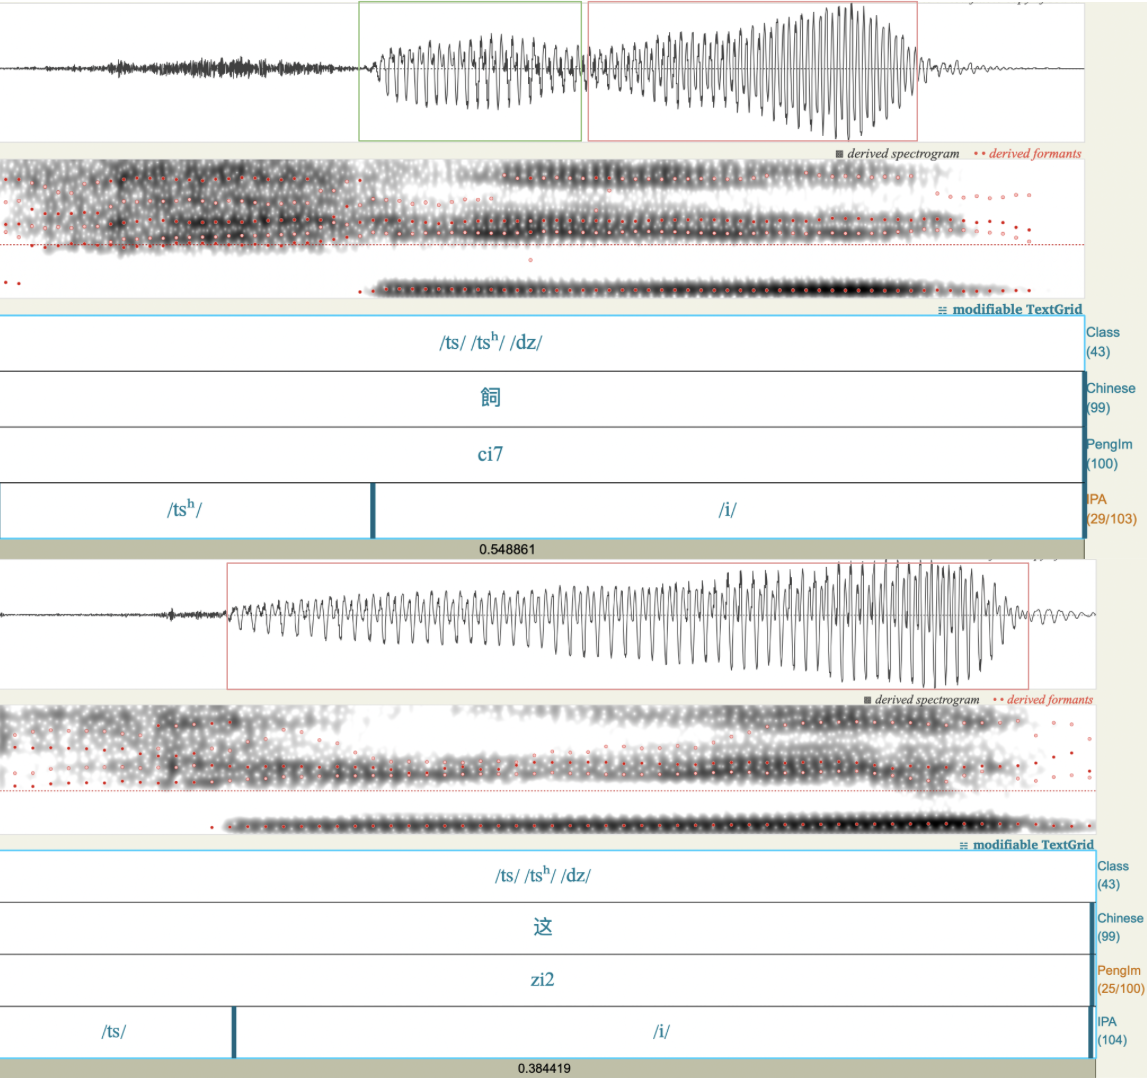 derived spectrogram derived formants
modifiable TextGrid
/ts/ /tsʰ/ /dz/
Class
(43)
飼
Chinese
(99)
ci7
PengIm
(100)
/tsʰ/ /i/
IPA
(29/103)
0.548861
derived spectrogram derived formants
modifiable TextGrid
/ts/ /tsʰ/ /dz/
Class
(43)
这
Chinese
(99)
zi2
PengIm
(25/100)
/ts/ /i/
IPA
(104)
0.384419